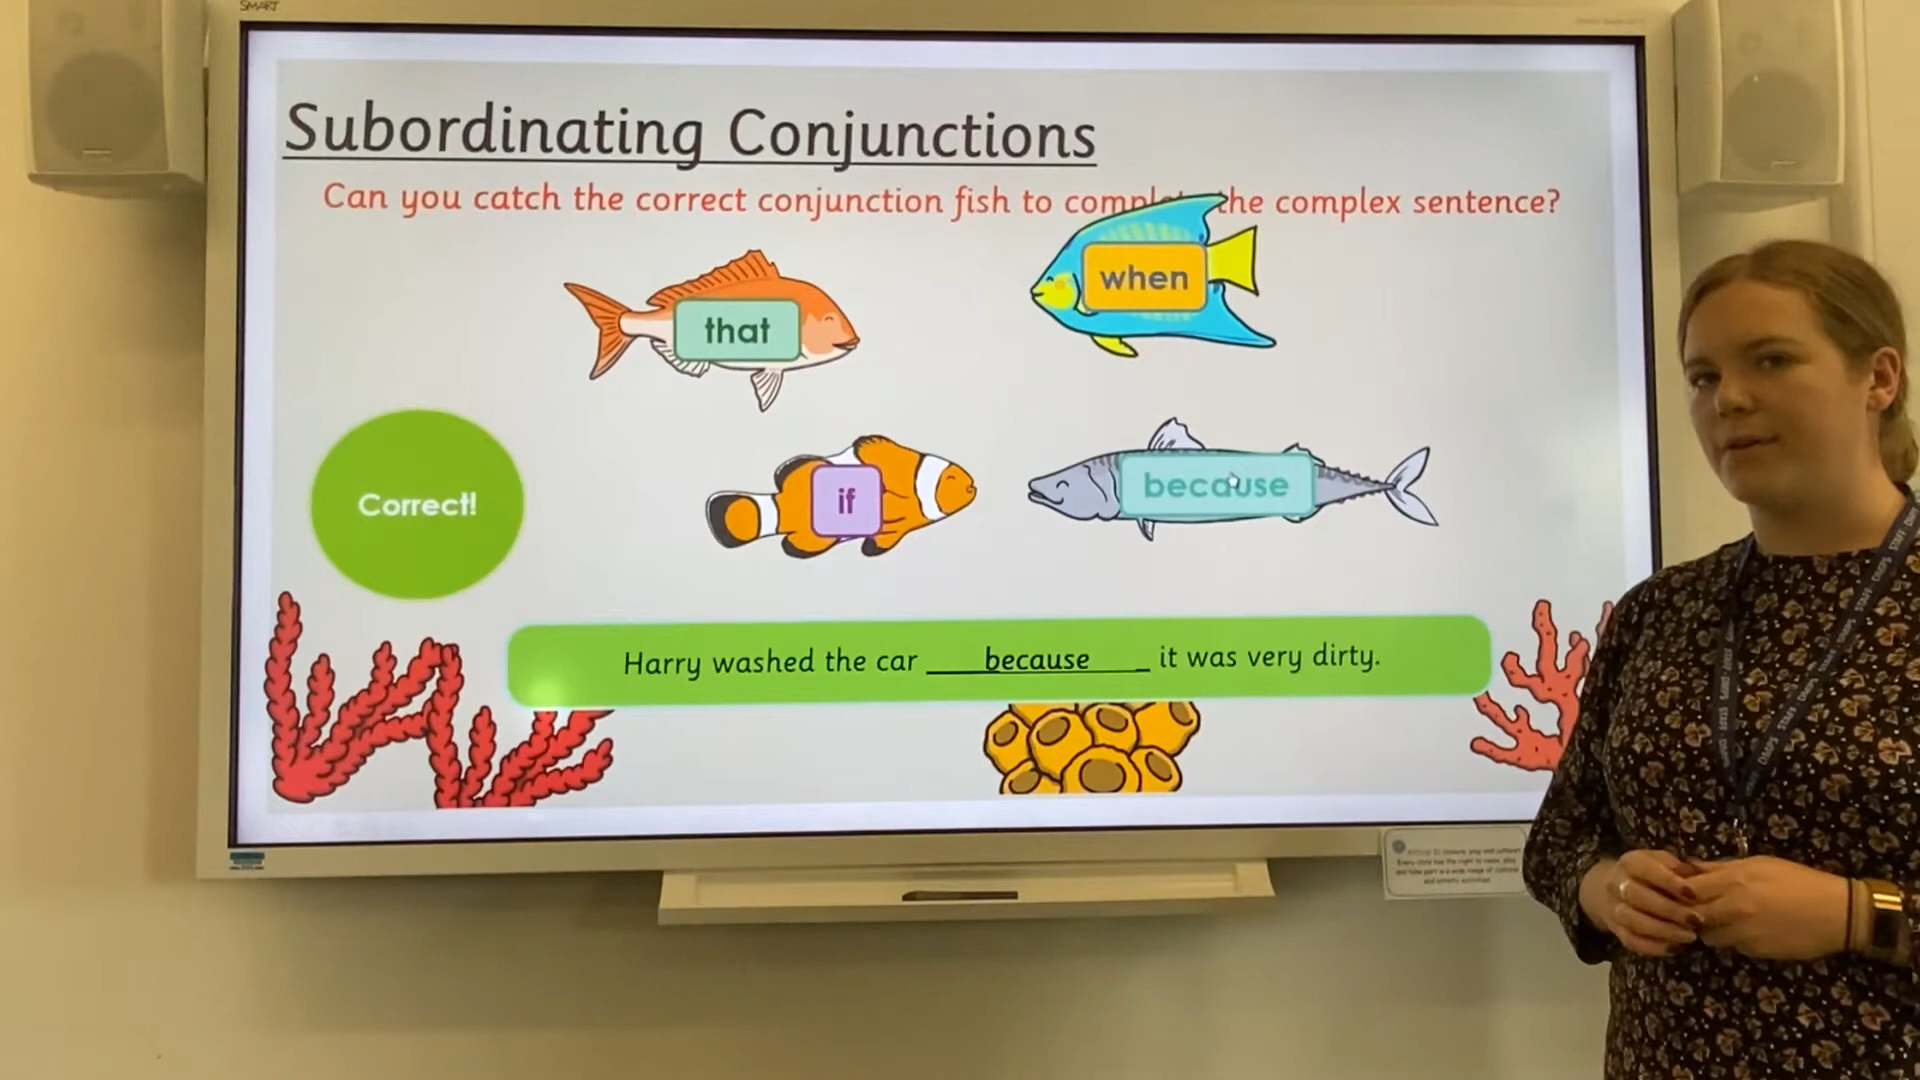 SMART
Subordinating Conjunctions
Can you catch the correct conjunction fish to complete the complex sentence?
when
that
if
because
Correct!
Harry washed the car because it was very dirty.
STAFF